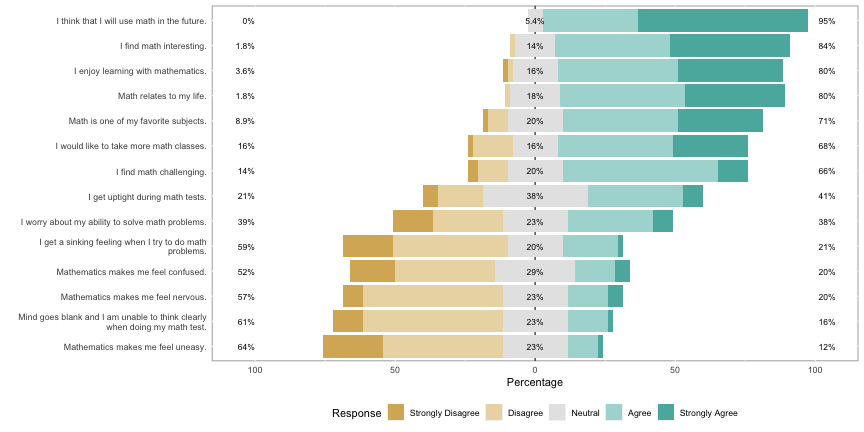 I think that I will use math in the future. 0% 5.4% 95%
I find math interesting. 1.8% 14% 84%
I enjoy learning with mathematics. 3.6% 16% 80%
Math relates to my life. 1.8% 18% 80%
Math is one of my favorite subjects. 8.9% 20% 71%
I would like to take more math classes. 16% 16% 68%
I find math challenging. 14% 20% 66%
I get uptight during math tests. 21% 38% 41%
I worry about my ability to solve math problems. 39% 23% 38%
I get a sinking feeling when I try to do math
problems. 59% 20% 21%
Mathematics makes me feel confused. 52% 29% 20%
Mathematics makes me feel nervous. 57% 23% 20%
Mind goes blank and I am unable to think clearly
when doing my math test. 61% 23% 16%
Mathematics makes me feel uneasy. 64% 23% 12%
100 50 0 50 100
Percentage
Response Strongly Disagree Disagree Neutral Agree Strongly Agree